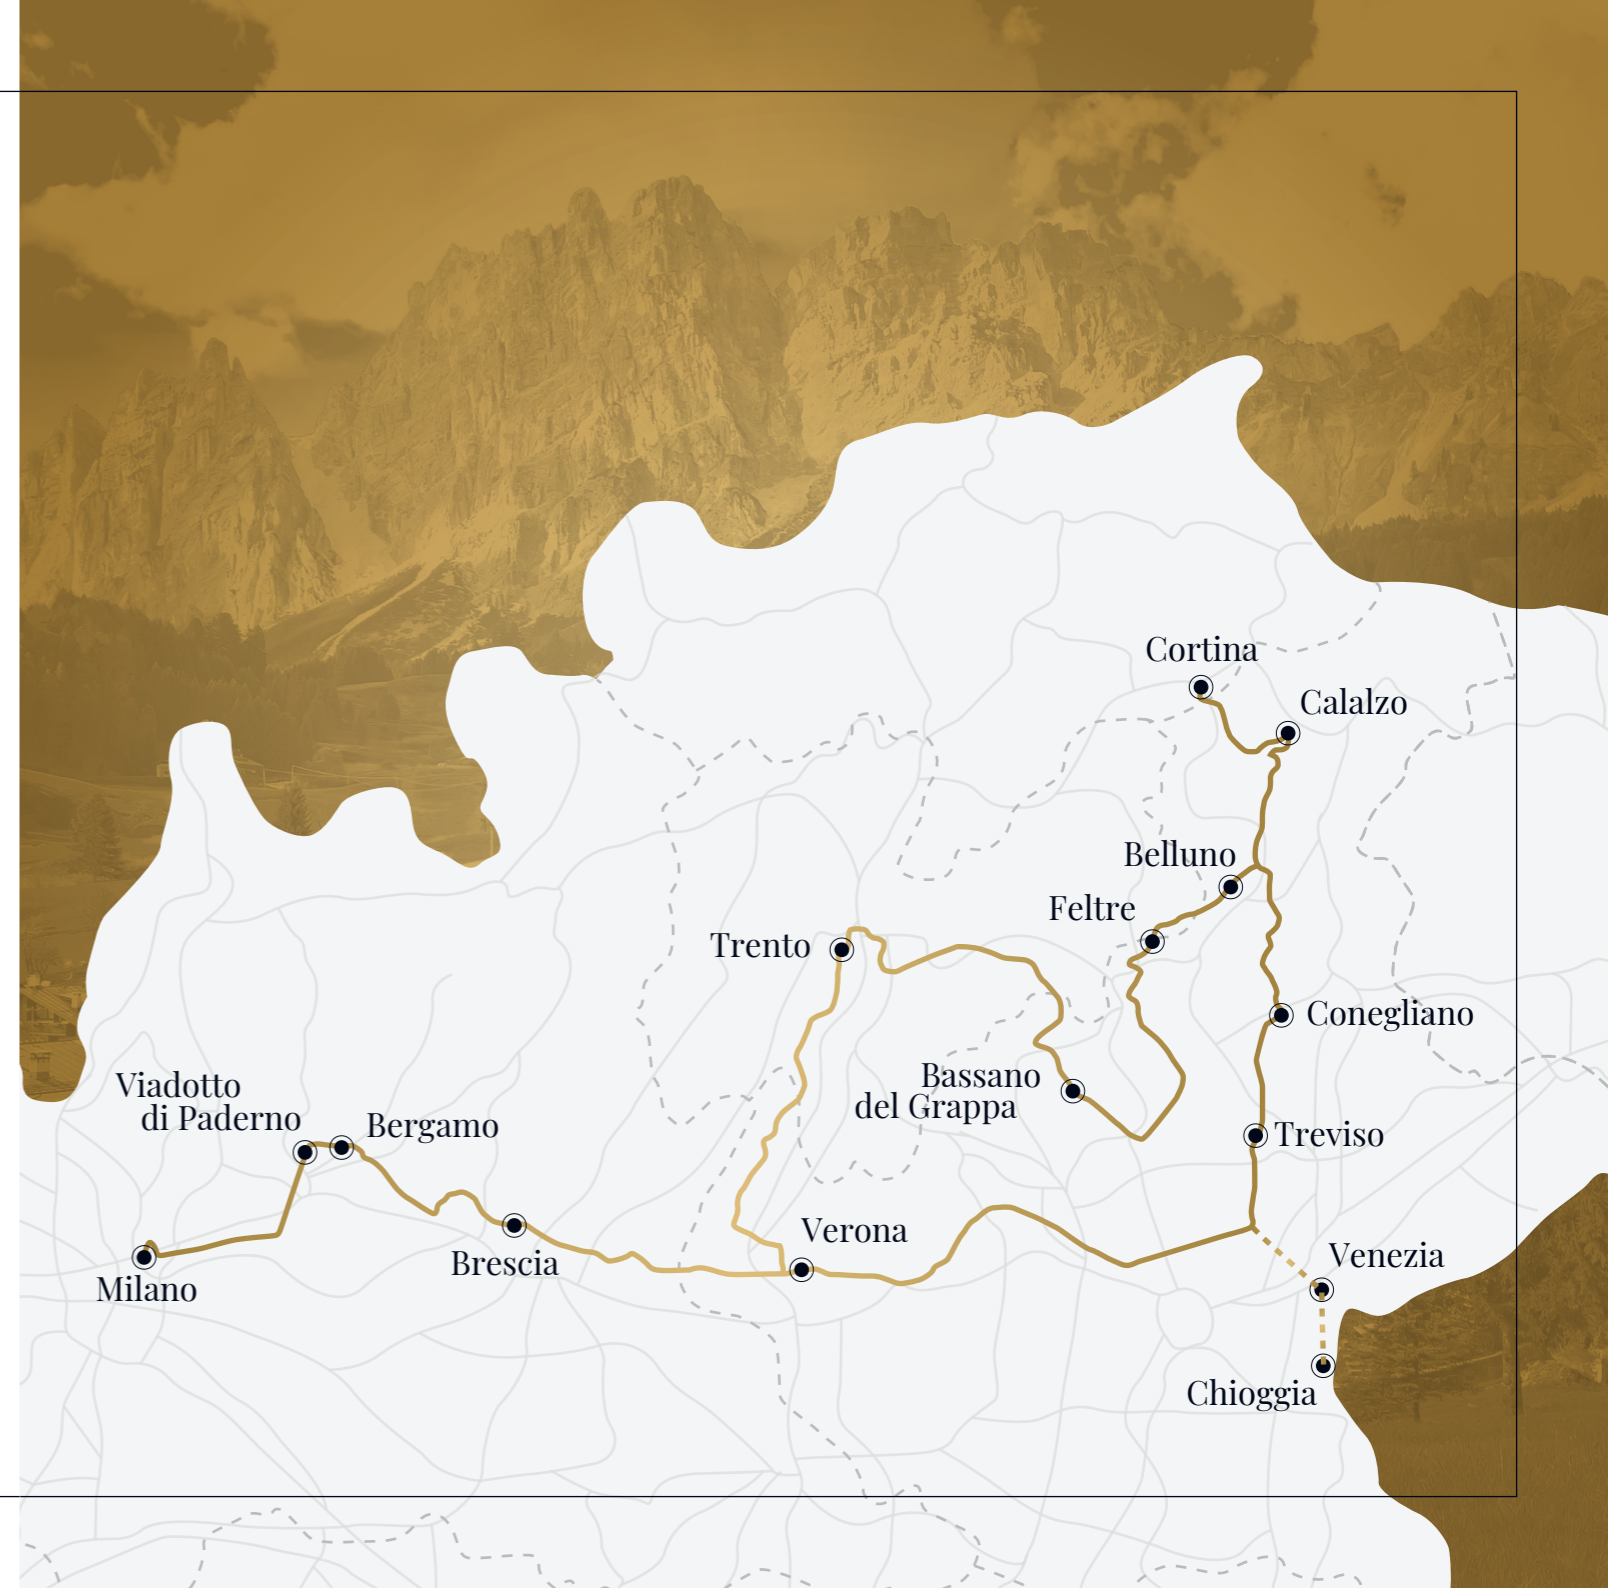 Cortina
Calalzo
Belluno
Feltre
Trento
Conegliano
Bassano
del Grappa
Viadotto
di Paderno
Bergamo
Treviso
Verona
Brescia
Milano
Venezia
Chioggia